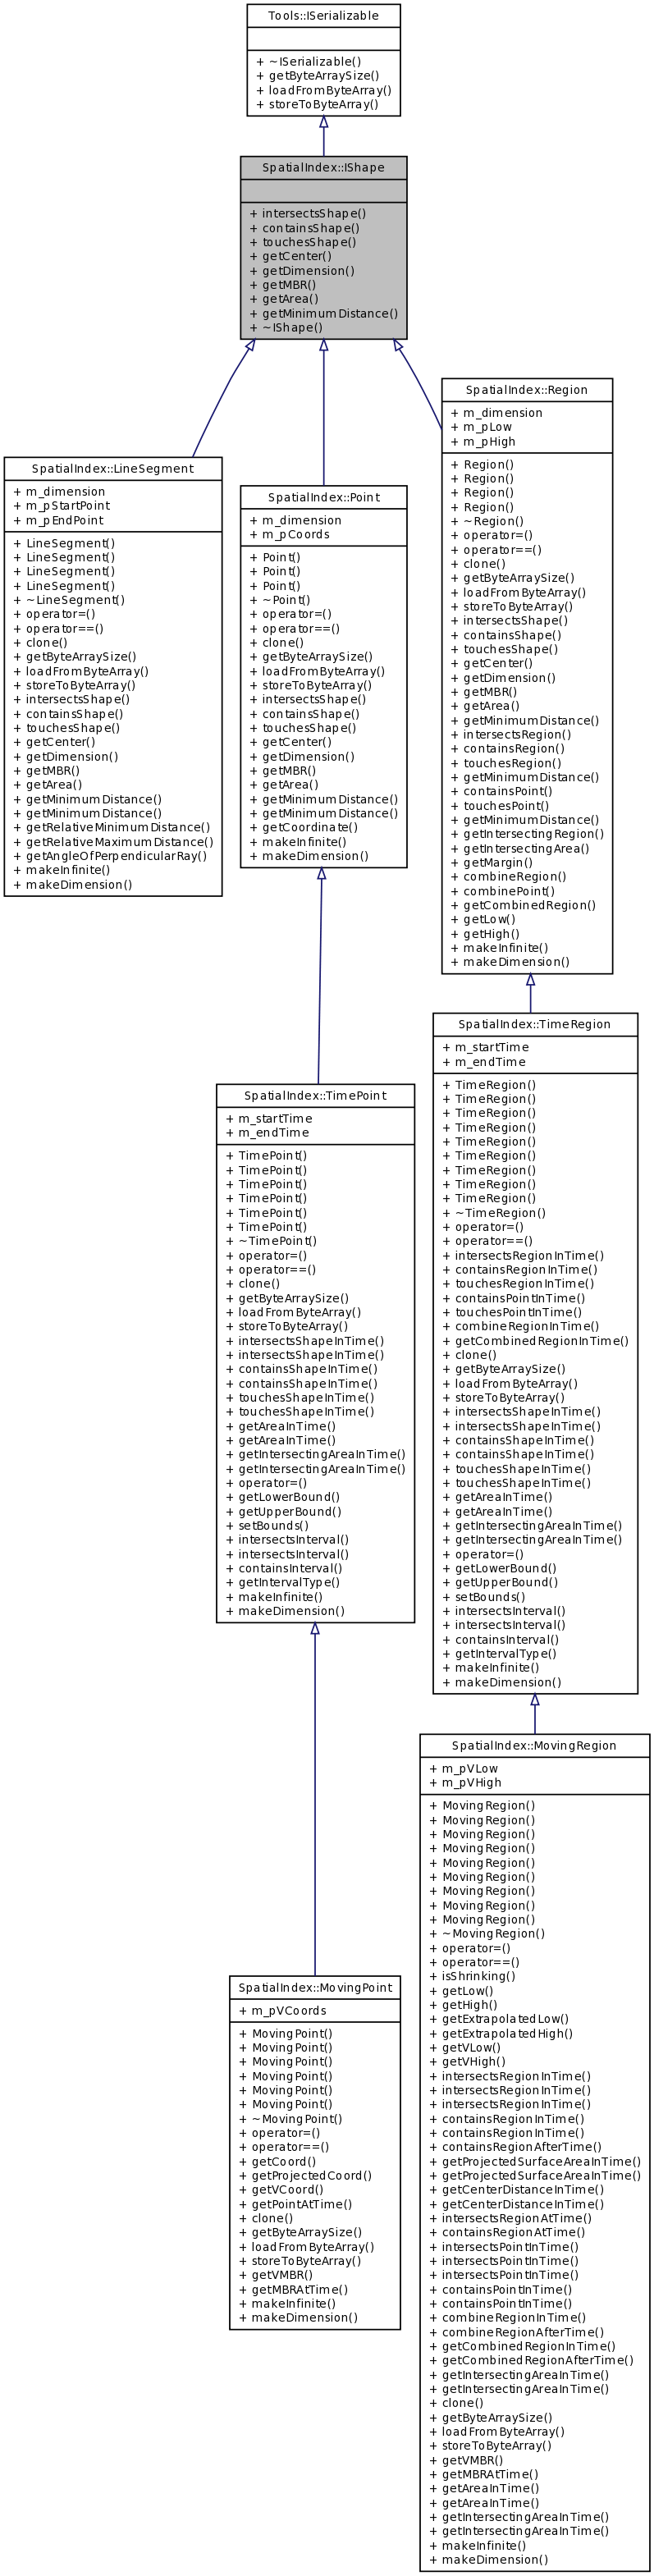 Tools::ISerializable
+ ~ISerializable()
+ getByteArraySize()
+ loadFromByteArray()
+ storeToByteArray()
SpatialIndex::IShape
+ intersectsShape()
+ containsShape()
+ touchesShape()
+ getCenter()
+ getDimension()
+ getMBR()
+ getArea()
+ getMinimumDistance()
+ ~IShape()
SpatialIndex::LineSegment
+ m_dimension
+ m_pStartPoint
+ m_pEndPoint
+ LineSegment()
+ LineSegment()
+ LineSegment()
+ LineSegment()
+ ~LineSegment()
+ operator=()
+ operator==()
+ clone()
+ getByteArraySize()
+ loadFromByteArray()
+ storeToByteArray()
+ intersectsShape()
+ containsShape()
+ touchesShape()
+ getCenter()
+ getDimension()
+ getMBR()
+ getArea()
+ getMinimumDistance()
+ getMinimumDistance()
+ getRelativeMinimumDistance()
+ getRelativeMaximumDistance()
+ getAngleOfPerpendicularRay()
+ makeInfinite()
+ makeDimension()
SpatialIndex::Point
+ m_dimension
+ m_pCoords
+ Point()
+ Point()
+ Point()
+ ~Point()
+ operator=()
+ operator==()
+ clone()
+ getByteArraySize()
+ loadFromByteArray()
+ storeToByteArray()
+ intersectsShape()
+ containsShape()
+ touchesShape()
+ getCenter()
+ getDimension()
+ getMBR()
+ getArea()
+ getMinimumDistance()
+ getMinimumDistance()
+ getCoordinate()
+ makeInfinite()
+ makeDimension()
SpatialIndex::Region
+ m_dimension
+ m_pLow
+ m_pHigh
+ Region()
+ Region()
+ Region()
+ Region()
+ ~Region()
+ operator=()
+ operator==()
+ clone()
+ getByteArraySize()
+ loadFromByteArray()
+ storeToByteArray()
+ intersectsShape()
+ containsShape()
+ touchesShape()
+ getCenter()
+ getDimension()
+ getMBR()
+ getArea()
+ getMinimumDistance()
+ intersectsRegion()
+ containsRegion()
+ touchesRegion()
+ getMinimumDistance()
+ containsPoint()
+ touchesPoint()
+ getMinimumDistance()
+ getIntersectingRegion()
+ getIntersectingArea()
+ getMargin()
+ combineRegion()
+ combinePoint()
+ getCombinedRegion()
+ getLow()
+ getHigh()
+ makeInfinite()
+ makeDimension()
SpatialIndex::TimePoint
+ m_startTime
+ m_endTime
+ TimePoint()
+ TimePoint()
+ TimePoint()
+ TimePoint()
+ TimePoint()
+ TimePoint()
+ ~TimePoint()
+ operator=()
+ operator==()
+ clone()
+ getByteArraySize()
+ loadFromByteArray()
+ storeToByteArray()
+ intersectsShapeInTime()
+ intersectsShapeInTime()
+ containsShapeInTime()
+ containsShapeInTime()
+ touchesShapeInTime()
+ touchesShapeInTime()
+ getAreaInTime()
+ getAreaInTime()
+ getIntersectingAreaInTime()
+ getIntersectingAreaInTime()
+ operator=()
+ getLowerBound()
+ getUpperBound()
+ setBounds()
+ intersectsInterval()
+ intersectsInterval()
+ containsInterval()
+ getIntervalType()
+ makeInfinite()
+ makeDimension()
SpatialIndex::TimeRegion
+ m_startTime
+ m_endTime
+ TimeRegion()
+ TimeRegion()
+ TimeRegion()
+ TimeRegion()
+ TimeRegion()
+ TimeRegion()
+ TimeRegion()
+ TimeRegion()
+ TimeRegion()
+ ~TimeRegion()
+ operator=()
+ operator==()
+ intersectsRegionInTime()
+ containsRegionInTime()
+ touchesRegionInTime()
+ containsPointInTime()
+ touchesPointInTime()
+ combineRegionInTime()
+ getCombinedRegionInTime()
+ clone()
+ getByteArraySize()
+ loadFromByteArray()
+ storeToByteArray()
+ intersectsShapeInTime()
+ intersectsShapeInTime()
+ containsShapeInTime()
+ containsShapeInTime()
+ touchesShapeInTime()
+ touchesShapeInTime()
+ getAreaInTime()
+ getAreaInTime()
+ getIntersectingAreaInTime()
+ getIntersectingAreaInTime()
+ operator=()
+ getLowerBound()
+ getUpperBound()
+ setBounds()
+ intersectsInterval()
+ intersectsInterval()
+ containsInterval()
+ getIntervalType()
+ makeInfinite()
+ makeDimension()
SpatialIndex::MovingPoint
+ m_pVCoords
+ MovingPoint()
+ MovingPoint()
+ MovingPoint()
+ MovingPoint()
+ MovingPoint()
+ MovingPoint()
+ ~MovingPoint()
+ operator=()
+ operator==()
+ getCoord()
+ getProjectedCoord()
+ getVCoord()
+ getPointAtTime()
+ clone()
+ getByteArraySize()
+ loadFromByteArray()
+ storeToByteArray()
+ getVMBR()
+ getMBRAtTime()
+ makeInfinite()
+ makeDimension()
SpatialIndex::MovingRegion
+ m_pVLow
+ m_pVHigh
+ MovingRegion()
+ MovingRegion()
+ MovingRegion()
+ MovingRegion()
+ MovingRegion()
+ MovingRegion()
+ MovingRegion()
+ MovingRegion()
+ MovingRegion()
+ ~MovingRegion()
+ operator=()
+ operator==()
+ isShrinking()
+ getLow()
+ getHigh()
+ getExtrapolatedLow()
+ getExtrapolatedHigh()
+ getVLow()
+ getVHigh()
+ intersectsRegionInTime()
+ intersectsRegionInTime()
+ intersectsRegionInTime()
+ containsRegionInTime()
+ containsRegionInTime()
+ containsRegionAfterTime()
+ getProjectedSurfaceAreaInTime()
+ getProjectedSurfaceAreaInTime()
+ getCenterDistanceInTime()
+ getCenterDistanceInTime()
+ intersectsRegionAtTime()
+ containsRegionAtTime()
+ intersectsPointInTime()
+ intersectsPointInTime()
+ intersectsPointInTime()
+ containsPointInTime()
+ containsPointInTime()
+ combineRegionInTime()
+ combineRegionAfterTime()
+ getCombinedRegionInTime()
+ getCombinedRegionAfterTime()
+ getIntersectingAreaInTime()
+ getIntersectingAreaInTime()
+ clone()
+ getByteArraySize()
+ loadFromByteArray()
+ storeToByteArray()
+ getVMBR()
+ getMBRAtTime()
+ getAreaInTime()
+ getAreaInTime()
+ getIntersectingAreaInTime()
+ getIntersectingAreaInTime()
+ makeInfinite()
+ makeDimension()